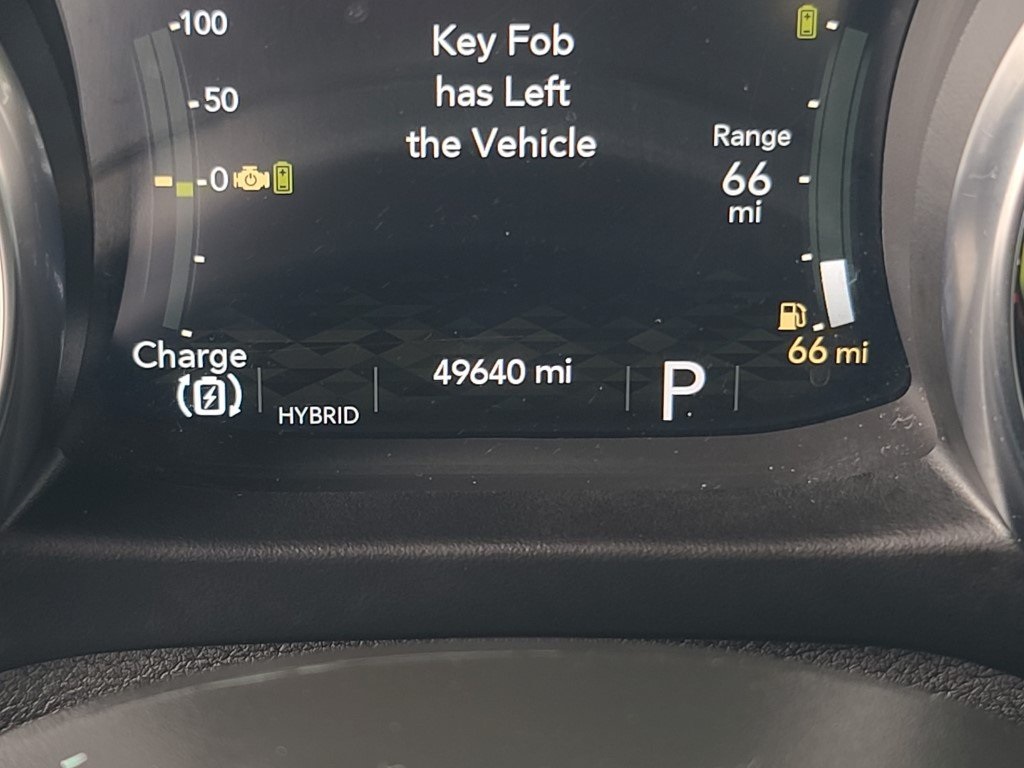 100
Key Fob
50
has Left
the Vehicle
Range
0
66
mi
Charge
66 mi
49640 mi
P
HYBRID